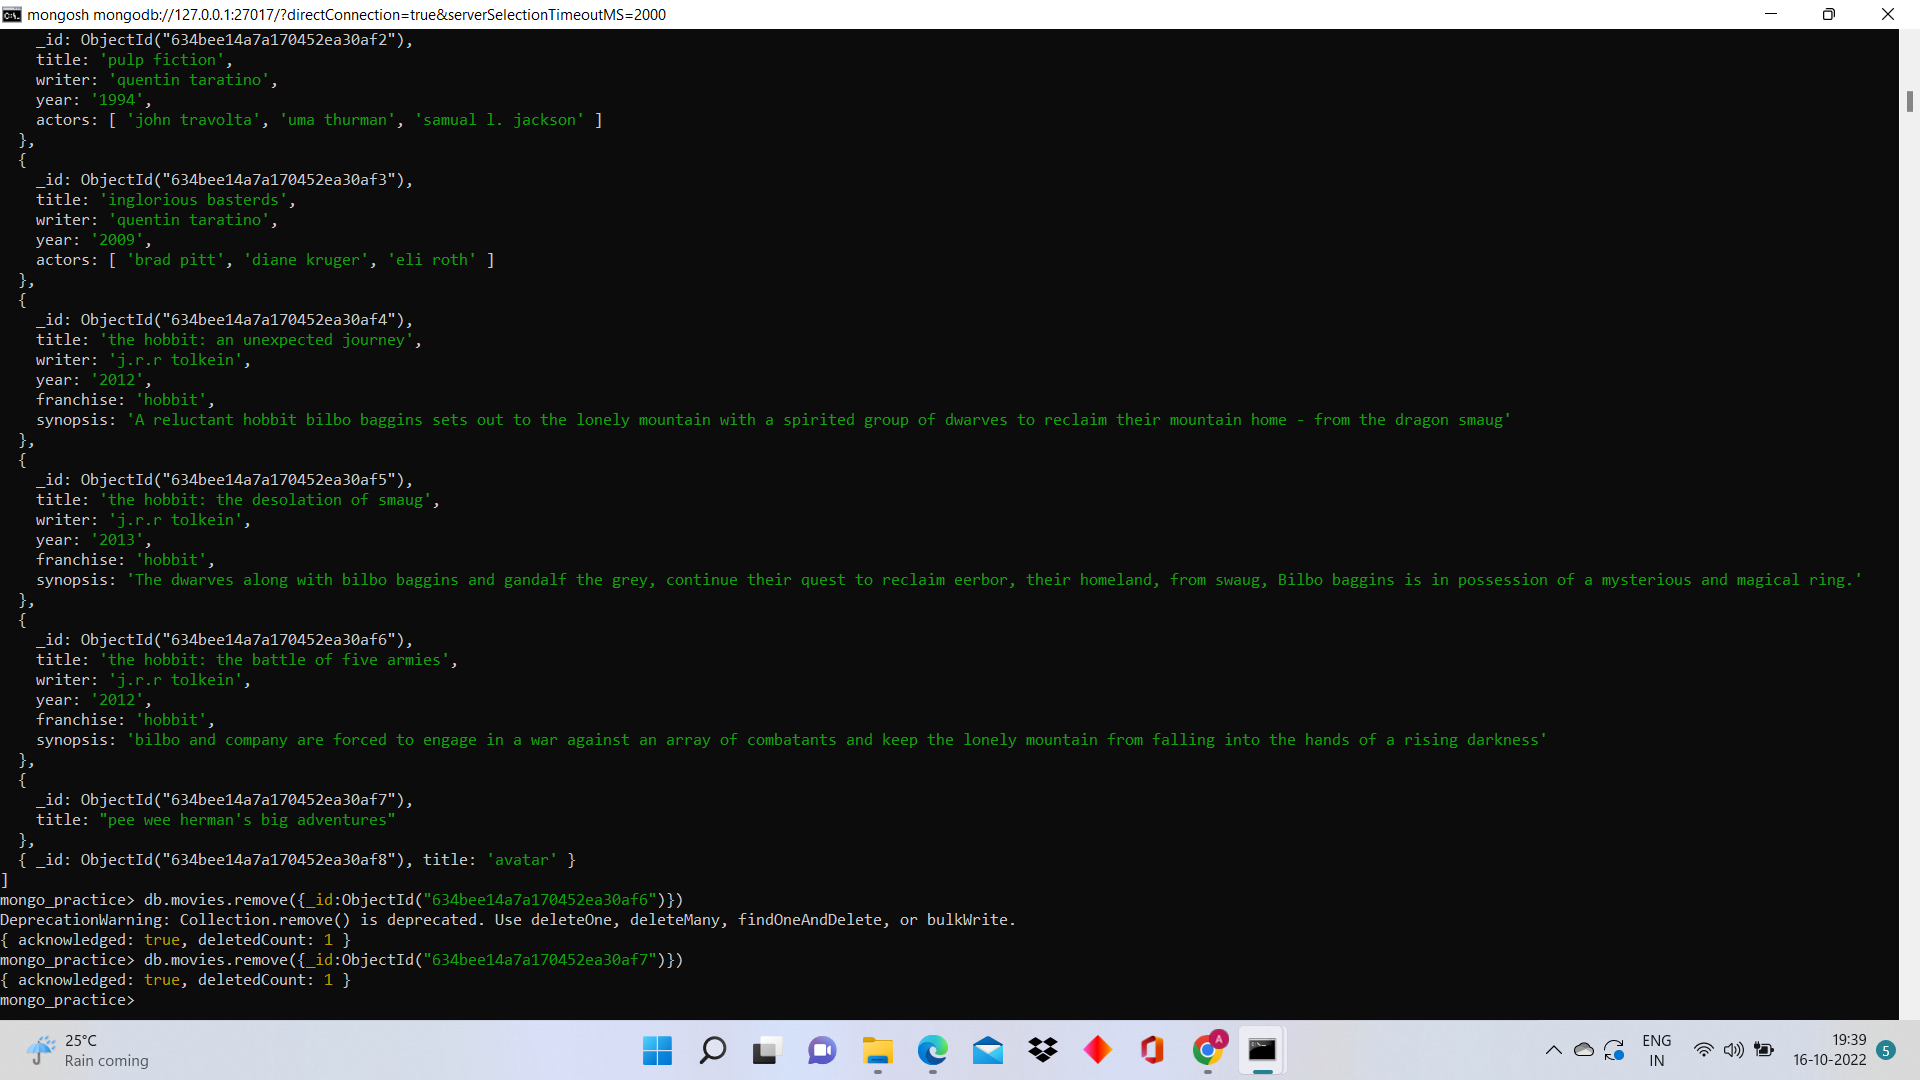 mongosh mongodb://127.0.0.1:27017/?directConnection=true&serverSelectionTimeoutMS=2000
_id: ObjectId("634bee14a7a170452ea30af2"),
title: 'pulp fiction',
writer: 'quentin taratino',
year: '1994',
actors: [ 'john travolta', 'uma thurman', 'samual l. jackson' ]
},
{
_id: ObjectId("634bee14a7a170452ea30af3"),
title: 'inglorious basterds',
writer: 'quentin taratino',
year: '2009',
actors: [ 'brad pitt', 'diane kruger', 'eli roth' ]
},
{
_id: ObjectId("634bee14a7a170452ea30af4"),
title: 'the hobbit: an unexpected journey',
writer: 'j.r.r tolkein',
year: '2012',
franchise: 'hobbit',
synopsis: 'A reluctant hobbit bilbo baggins sets out to the lonely mountain with a spirited group of dwarves to reclaim their mountain home - from the dragon smaug'
},
{
_id: ObjectId("634bee14a7a170452ea30af5"),
title: 'the hobbit: the desolation of smaug',
writer: 'j.r.r tolkein',
year: '2013',
franchise: 'hobbit',
synopsis: 'The dwarves along with bilbo baggins and gandalf the grey, continue their quest to reclaim eerbor, their homeland, from swaug, Bilbo baggins is in possession of a mysterious and magical ring.'
},
{
_id: ObjectId("634bee14a7a170452ea30af6"),
title: 'the hobbit: the battle of five armies',
writer: 'j.r.r tolkein',
year: '2012',
franchise: 'hobbit',
synopsis: 'bilbo and company are forced to engage in a war against an array of combatants and keep the lonely mountain from falling into the hands of a rising darkness'
},
{
_id: ObjectId("634bee14a7a170452ea30af7"),
title: "pee wee herman's big adventures"
},
{ _id: ObjectId("634bee14a7a170452ea30af8"), title: 'avatar' }
]
mongo_practice> db.movies.remove({_id:ObjectId("634bee14a7a170452ea30af6")})
DeprecationWarning: Collection.remove() is deprecated. Use deleteOne, deleteMany, findOneAndDelete, or bulkWrite.
{ acknowledged: true, deletedCount: 1 }
mongo_practice> db.movies.remove({_id:ObjectId("634bee14a7a170452ea30af7")})
{ acknowledged: true, deletedCount: 1 }
mongo_practice>
25°C
Rain coming
A
ENG
IN
19:39
16-10-2022
5